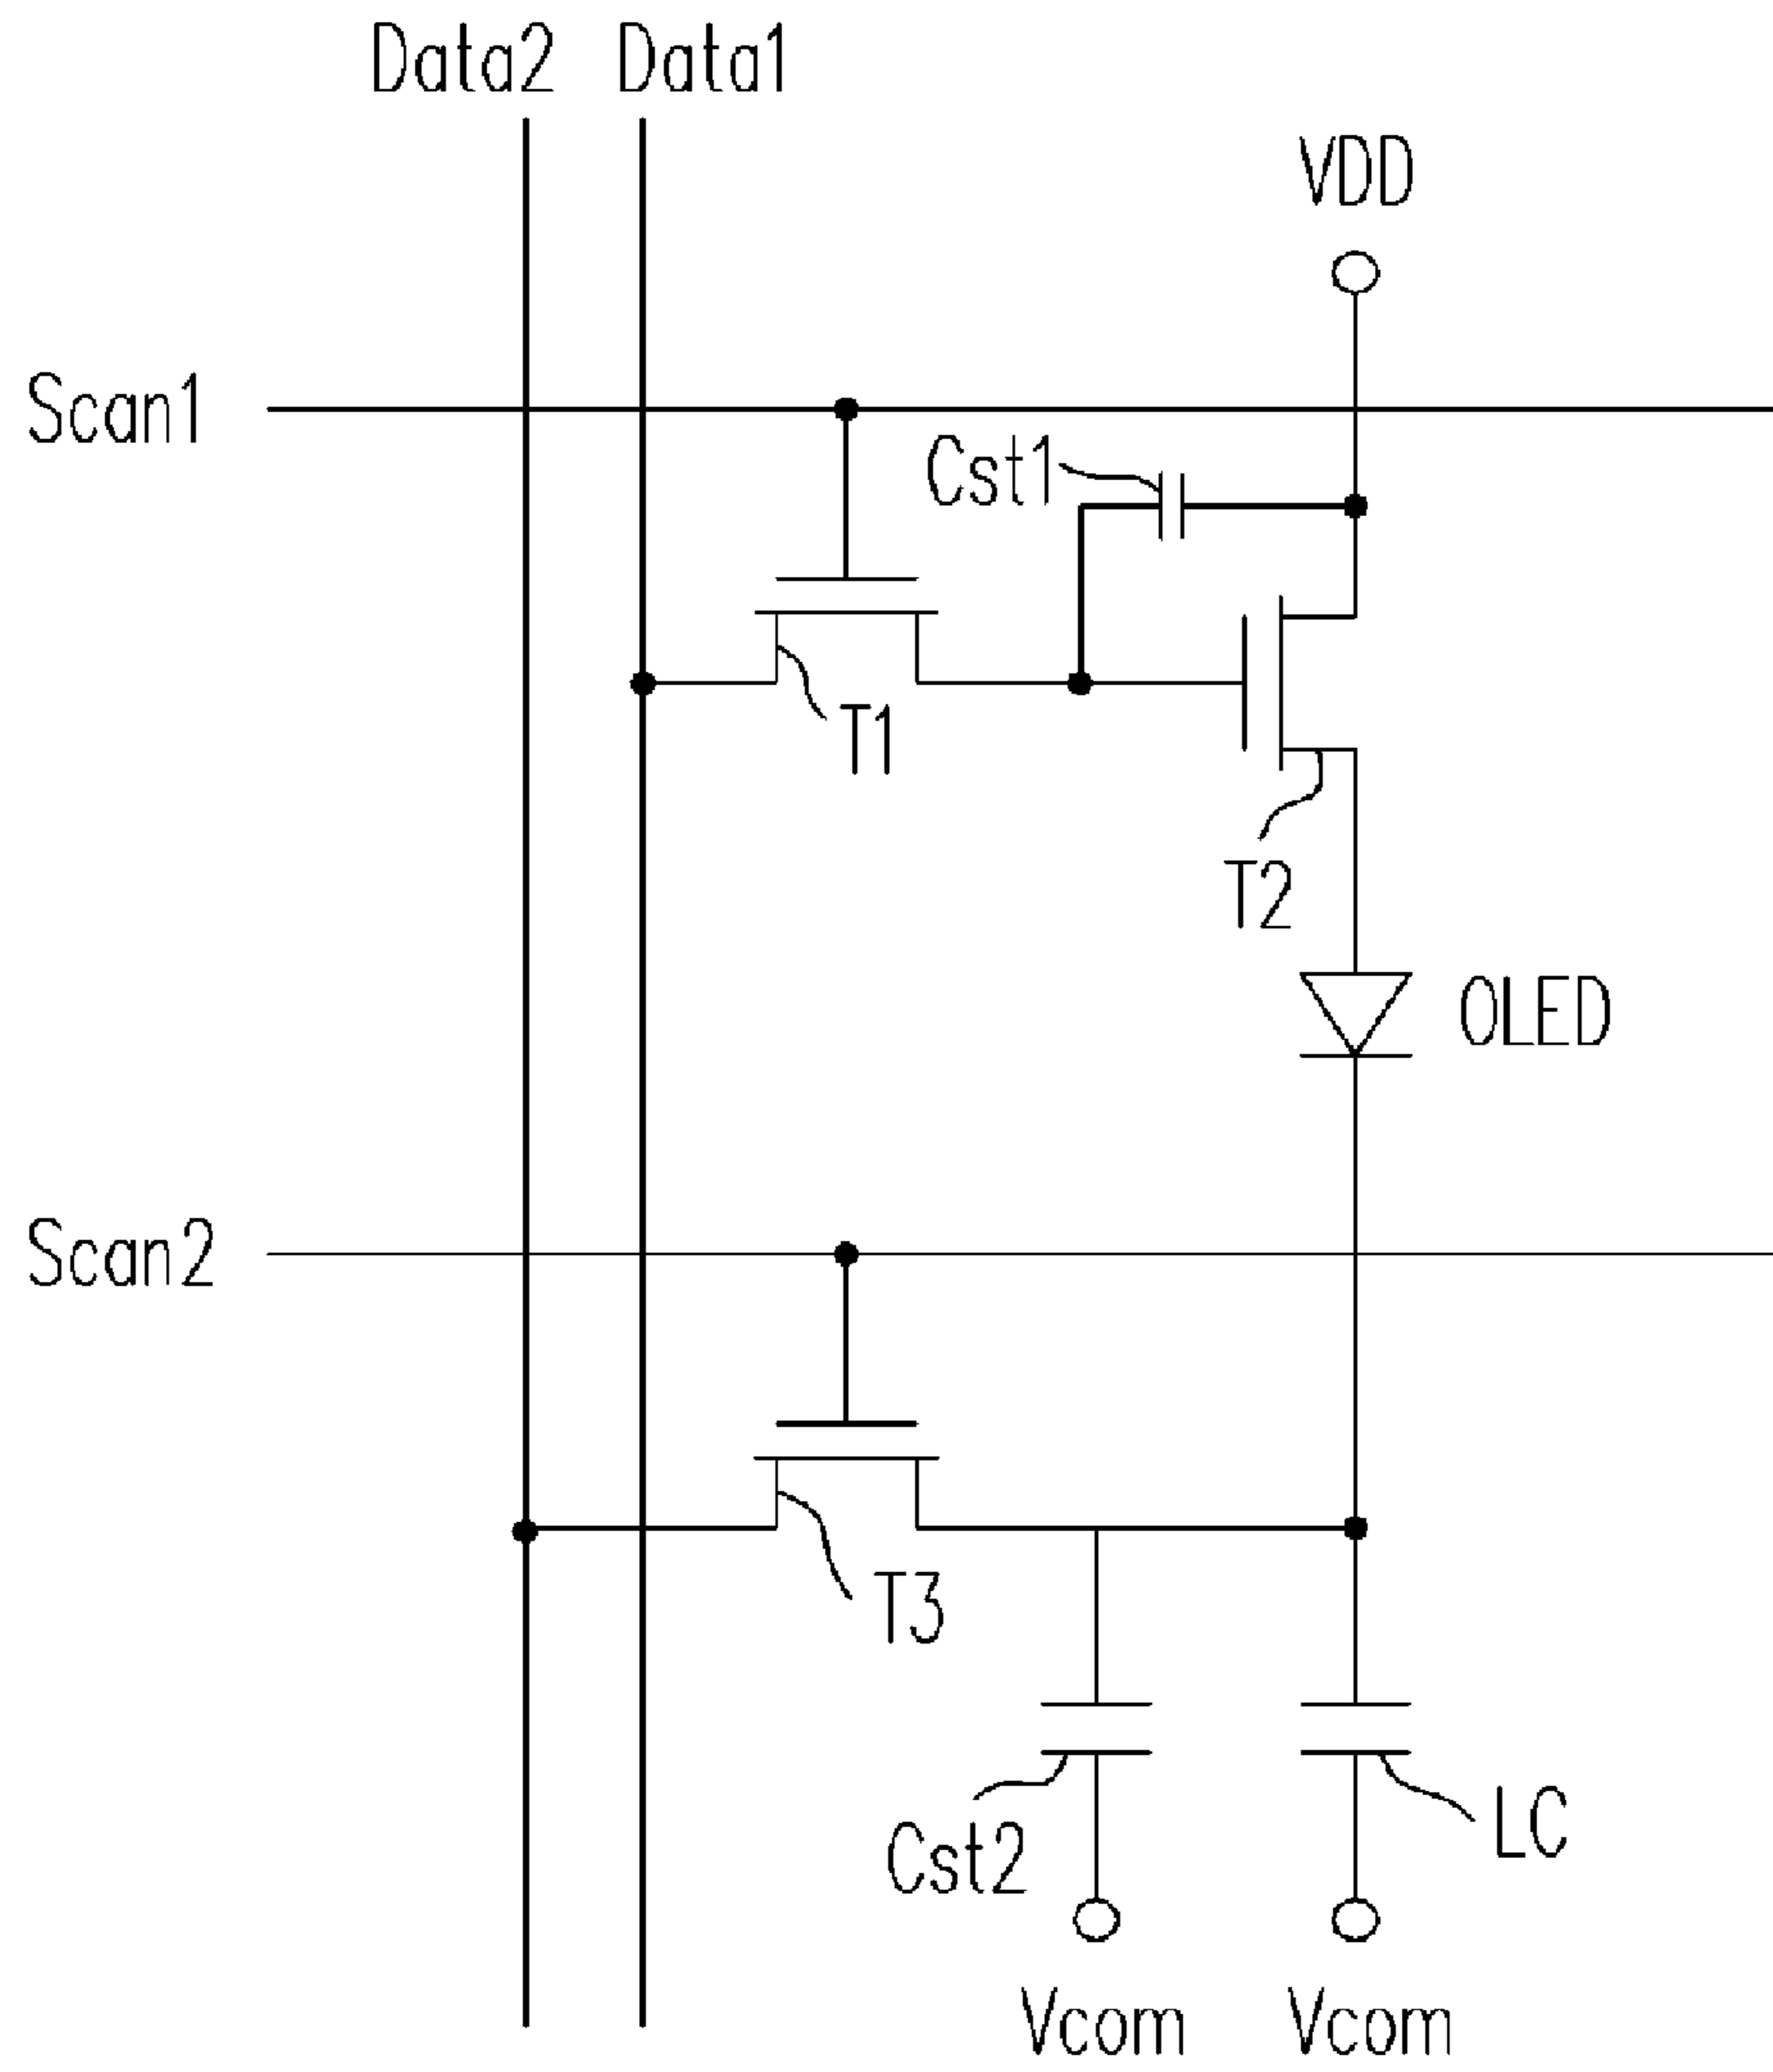 Data2 Data1
VDD
Scan1
Cst1
T1
T2
OLED
Scan2
T3
LC
Cst2
Vcom Vcom